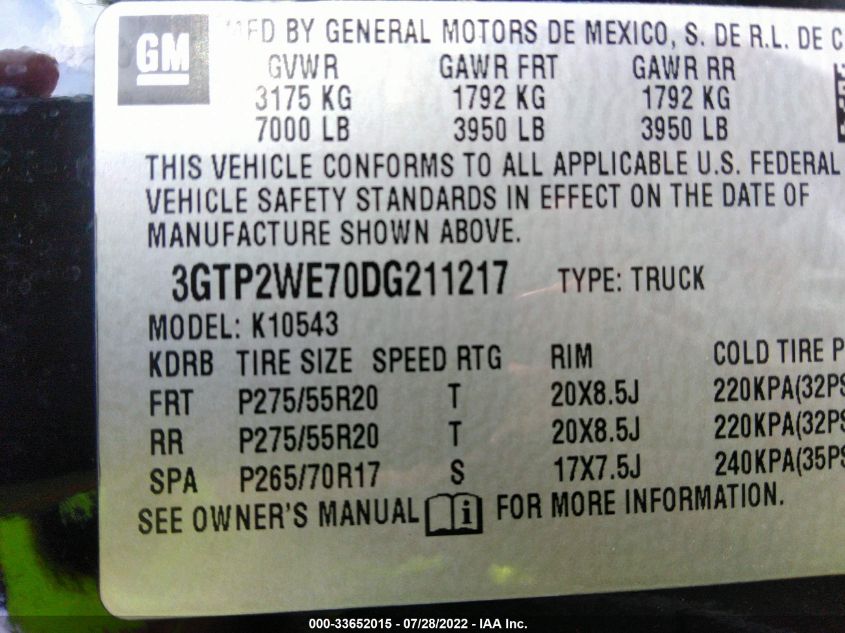 GM
MFD BY GENERAL MOTORS DE MEXICO, S. DE R.L. DE C
GVWR GAWR FRT GAWR RR
3175 KG 1792 KG 1792 KG
7000 LB 3950 LB 3950 LB
THIS VEHICLE CONFORMS TO ALL APPLICABLE U.S. FEDERAL
VEHICLE SAFETY STANDARDS IN EFFECT ON THE DATE OF
MANUFACTURE SHOWN ABOVE.
3GTP2WE70DG211217 TYPE: TRUCK
MODEL: K10543
KDRB TIRE SIZE SPEED RTG RIM COLD TIRE P
FRT P275/55R20 T 20X8.5J 220KPA(32PS
RR P275/55R20 T 20X8.5J 220KPA(32PS
SPA P265/70R17 S 17X7.5J 240KPA(35PS
SEE OWNER'S MANUAL i FOR MORE INFORMATION.
000-33652015 - 07/28/2022 - IAA Inc.